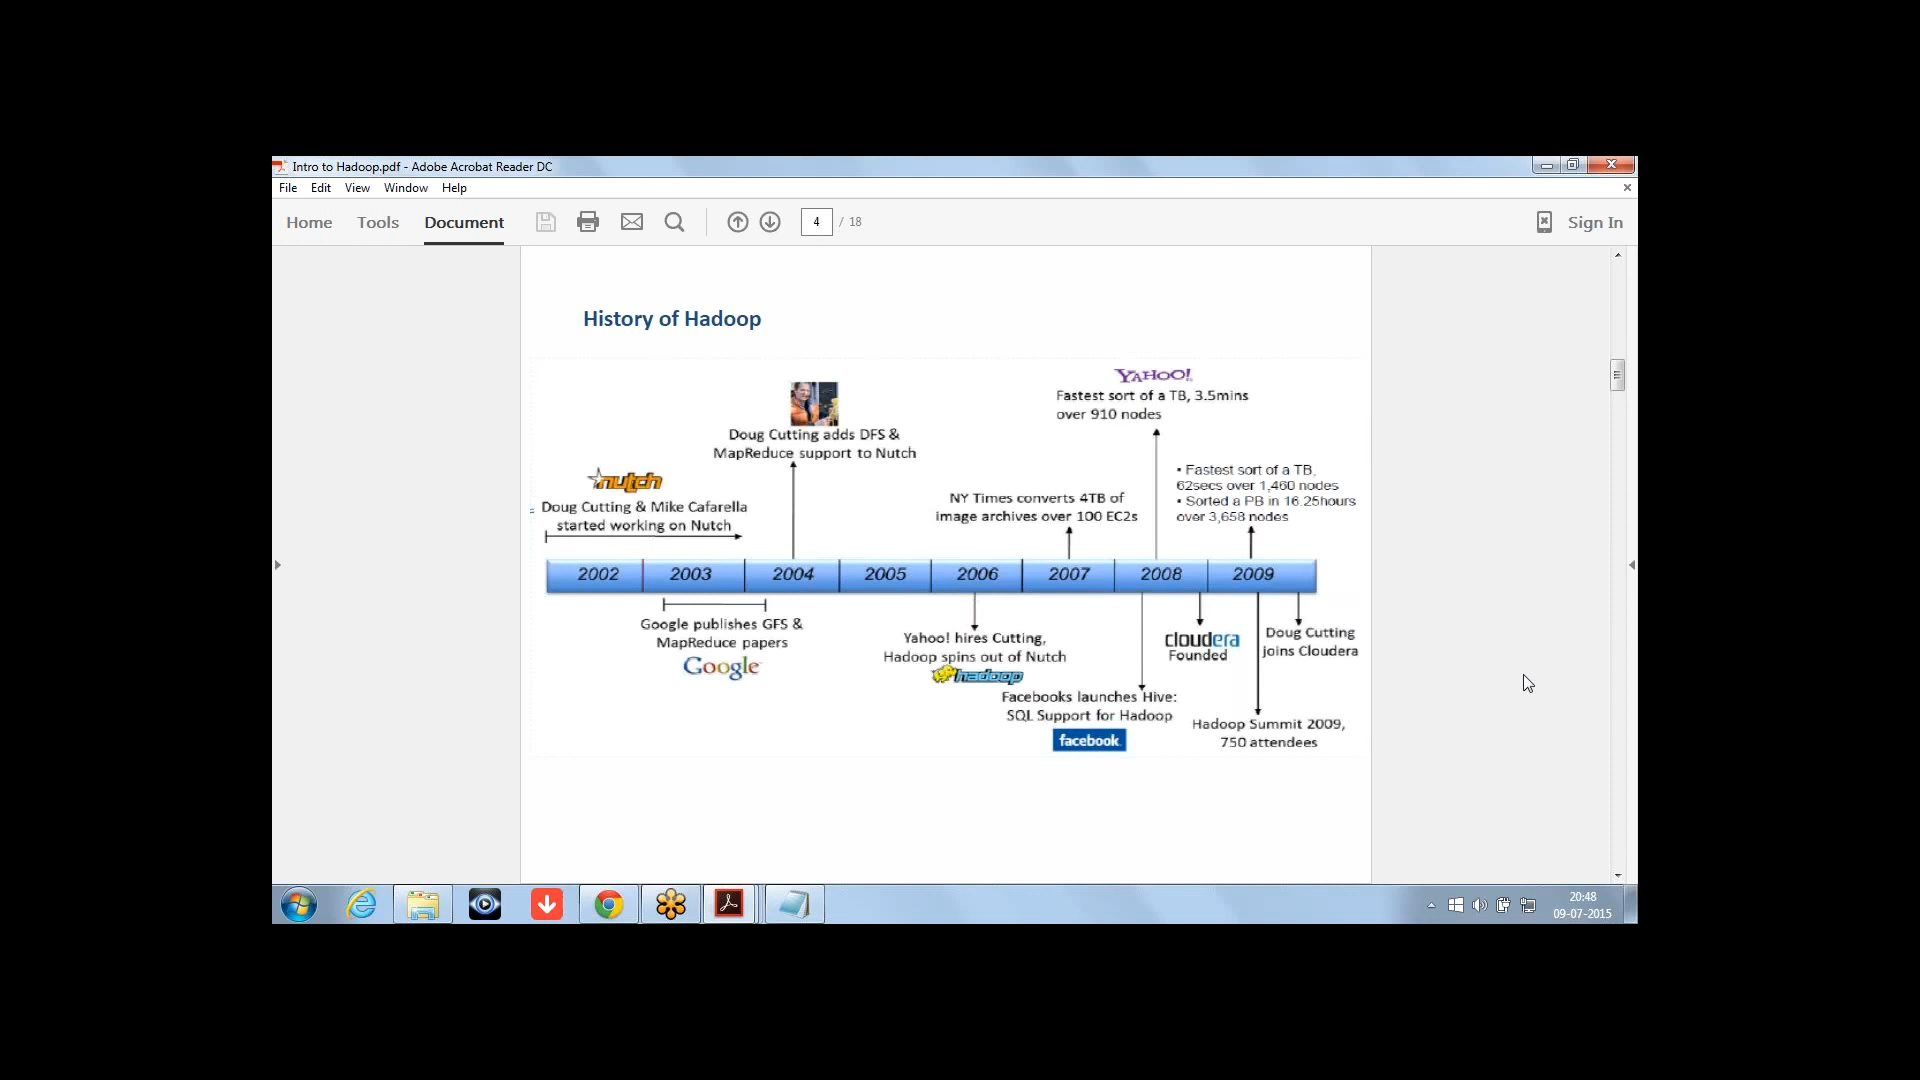 Intro to Hadoop.pdf - Adobe Acrobat Reader DC
File Edit View Window Help
Home Tools Document 4 / 18 Sign In
History of Hadoop
YAHOO!
Fastest sort of a TB, 3.5mins
over 910 nodes
Doug Cutting adds DFS &
MapReduce support to Nutch
nutch
Doug Cutting & Mike Cafarella
started working on Nutch
NY Times converts 4TB of
image archives over 100 EC2s
• Fastest sort of a TB,
62secs over 1,460 nodes
• Sorted a PB in 16.25hours
over 3,658 nodes
2002 2003 2004 2005 2006 2007 2008 2009
Google publishes GFS &
MapReduce papers
Google
Yahoo! hires Cutting,
Hadoop spins out of Nutch
hadoop
Facebooks launches Hive:
SQL Support for Hadoop
facebook
cloudera
Founded
Doug Cutting
joins Cloudera
Hadoop Summit 2009,
750 attendees
20:48
09-07-2015